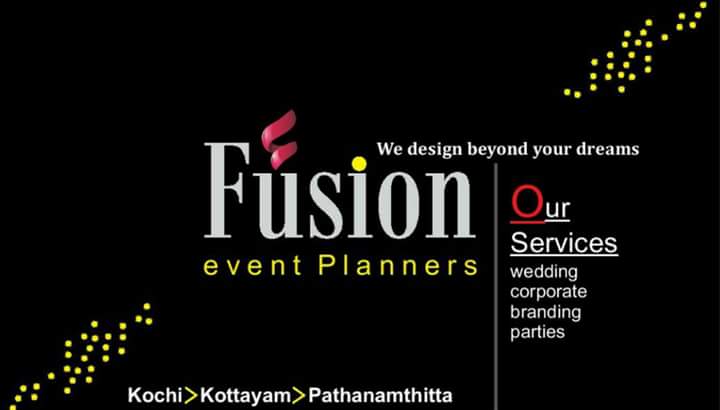 We design beyond your dreams
Fusion
event Planners
Our
Services
wedding
corporate
branding
parties
Kochi>Kottayam>Pathanamthitta